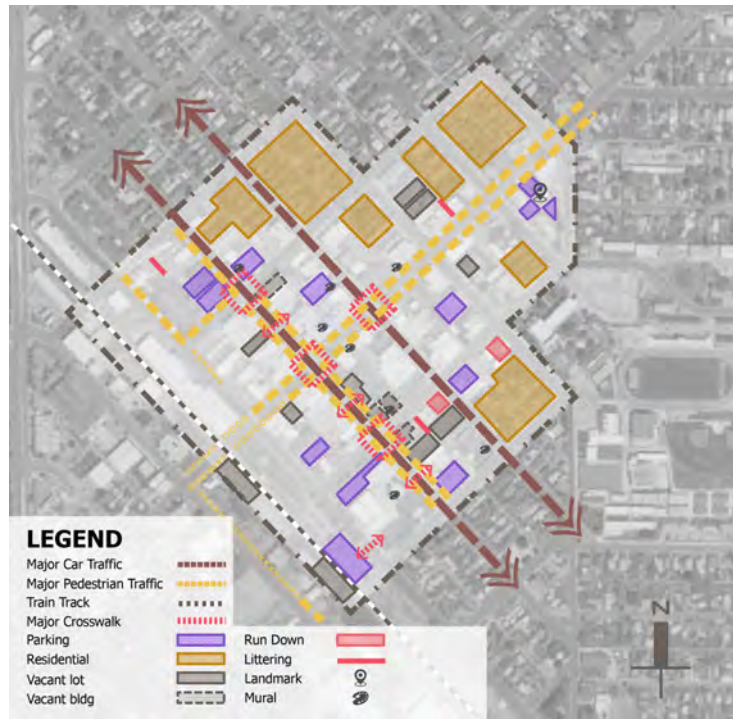 LEGEND
Major Car Traffic
Major Pedestrian Traffic
Train Track
Major Crosswalk
Parking
Residential
Vacant lot
Vacant bldg
Run Down
Littering
Landmark
Mural
N